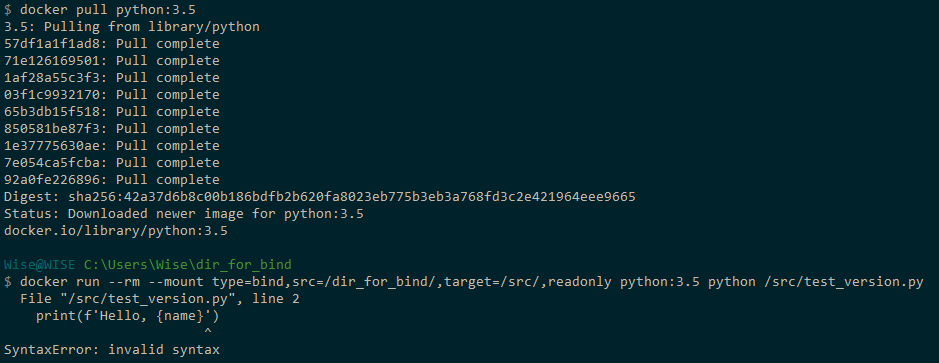 $ docker pull python:3.5
3.5: Pulling from library/python
57df1a1f1ad8: Pull complete
71e126169501: Pull complete
1af28a55c3f3: Pull complete
03f1c9932170: Pull complete
65b3db15f518: Pull complete
850581be87f3: Pull complete
1e37775630ae: Pull complete
7e054ca5fcba: Pull complete
92a0fe226896: Pull complete
Digest: sha256:42a37d6b8c00b186bdfb2b620fa8023eb775b3eb3a768fd3c2e421964eee9665
Status: Downloaded newer image for python:3.5
docker.io/library/python:3.5
Wise@WISE C:\Users\Wise\dir_for_bind
$ docker run --rm --mount type=bind,src=/dir_for_bind/,target=/src/,readonly python:3.5 python /src/test_version.py
  File "/src/test_version.py", line 2
    print(f'Hello, {name}')
                         ^
SyntaxError: invalid syntax